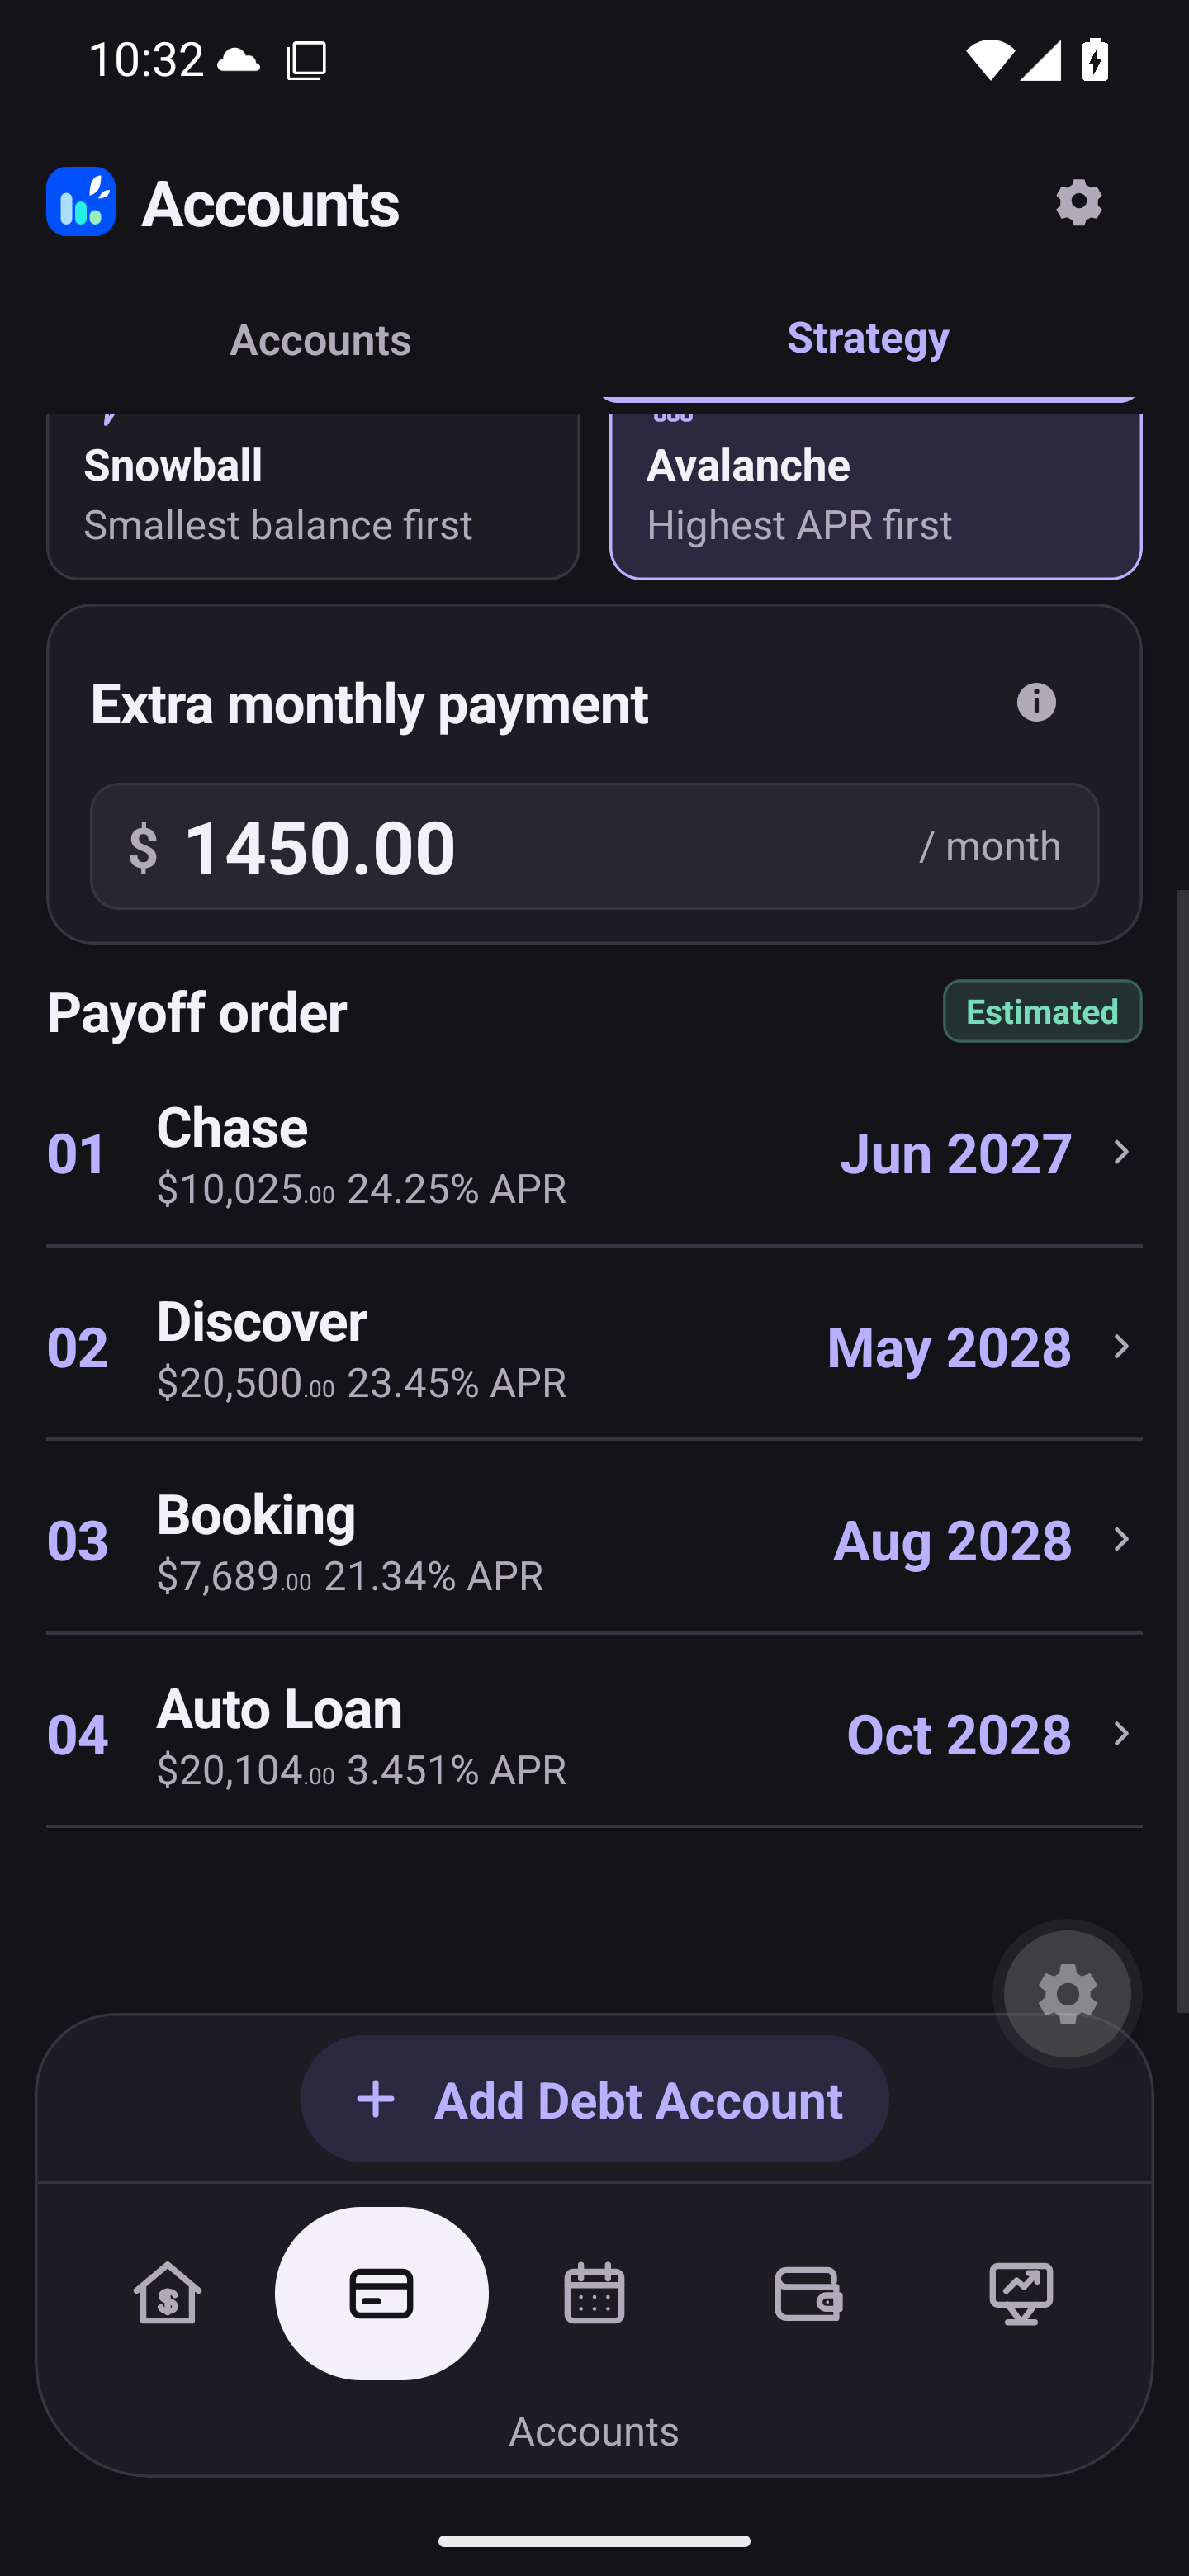 10:32
Accounts
Accounts
Strategy
Snowball
Smallest balance first
Avalanche
Highest APR first
Extra monthly payment
$ 1450.00 / month
Payoff order
Estimated
01
Chase
$10,025.00 24.25% APR
Jun 2027
02
Discover
$20,500.00 23.45% APR
May 2028
03
Booking
$7,689.00 21.34% APR
Aug 2028
04
Auto Loan
$20,104.00 3.451% APR
Oct 2028
+ Add Debt Account
Accounts